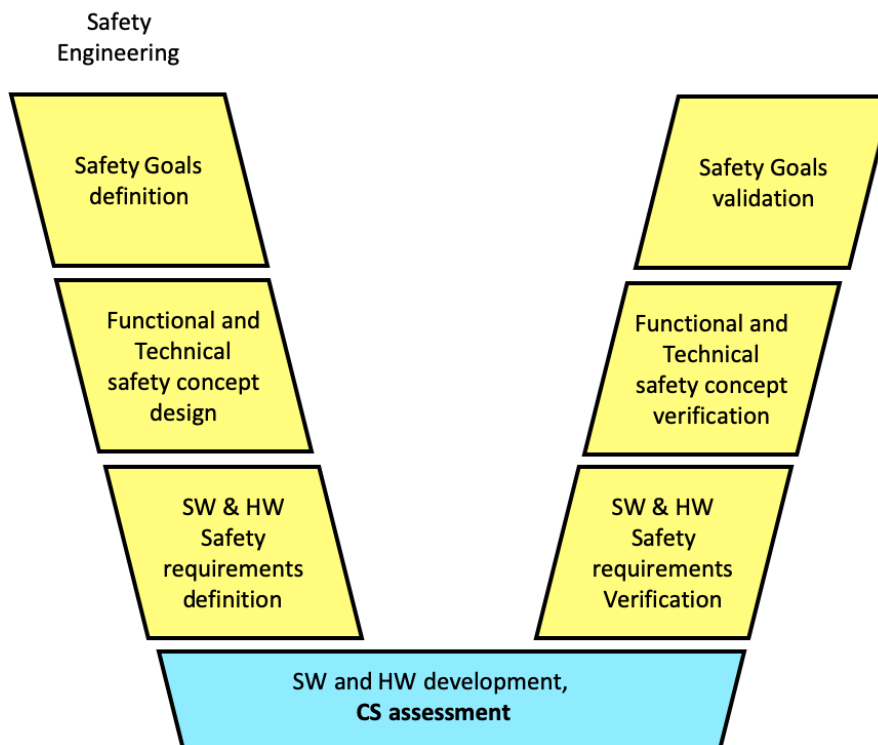 Safety
Engineering
Safety Goals
definition
Safety Goals
validation
Functional and
Technical
safety concept
design
Functional and
Technical
safety concept
verification
SW & HW
Safety
requirements
definition
SW & HW
Safety
requirements
Verification
SW and HW development,
CS assessment